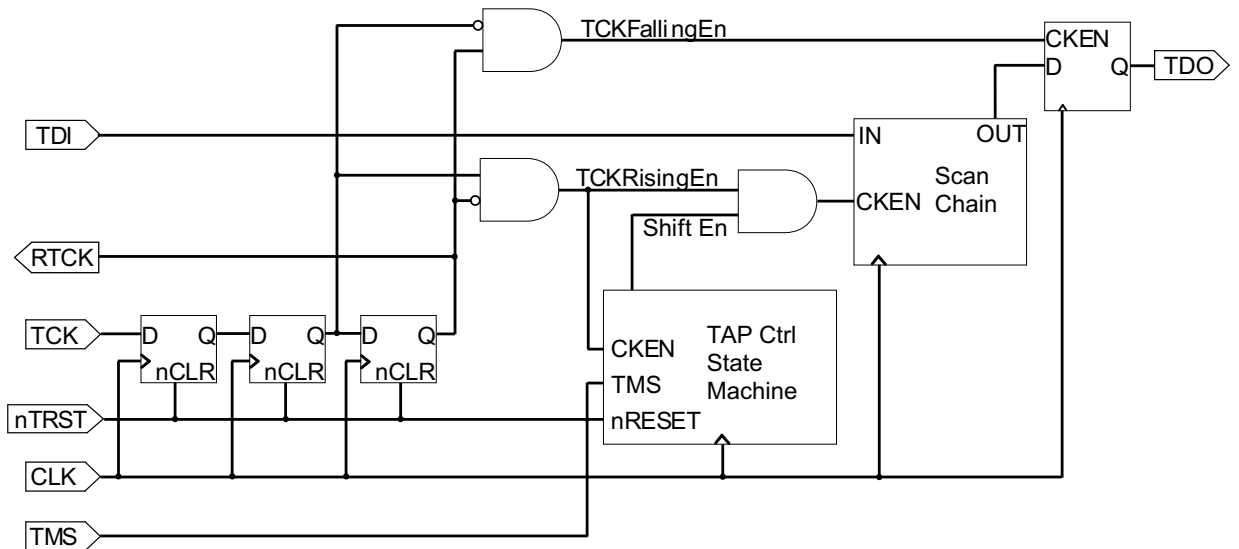 TCKFallingEn
CKEN
D Q
TDO
TDI
IN OUT
Scan
Chain
CKEN
TCKRisingEn
Shift En
RTCK
TCK
D Q
nCLR
D Q
nCLR
D Q
nCLR
TAP Ctrl
State
Machine
CKEN
TMS
nRESET
nTRST
CLK
TMS